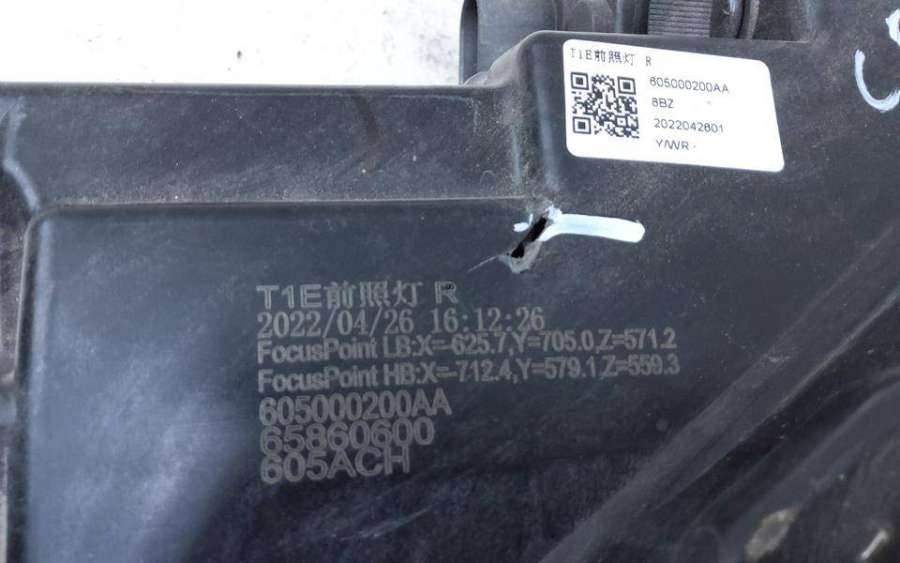 T1E前照灯 R
605000200AA
8BZ
2022042601
Y/WR
T1E前照灯 R
2022/04/26 16:12:26
FocusPoint LB:X=-625.7,Y=705.0,Z=571.2
FocusPoint HB:X=-712.4,Y=579.1,Z=559.3
605000200AA
65860600
605ACH